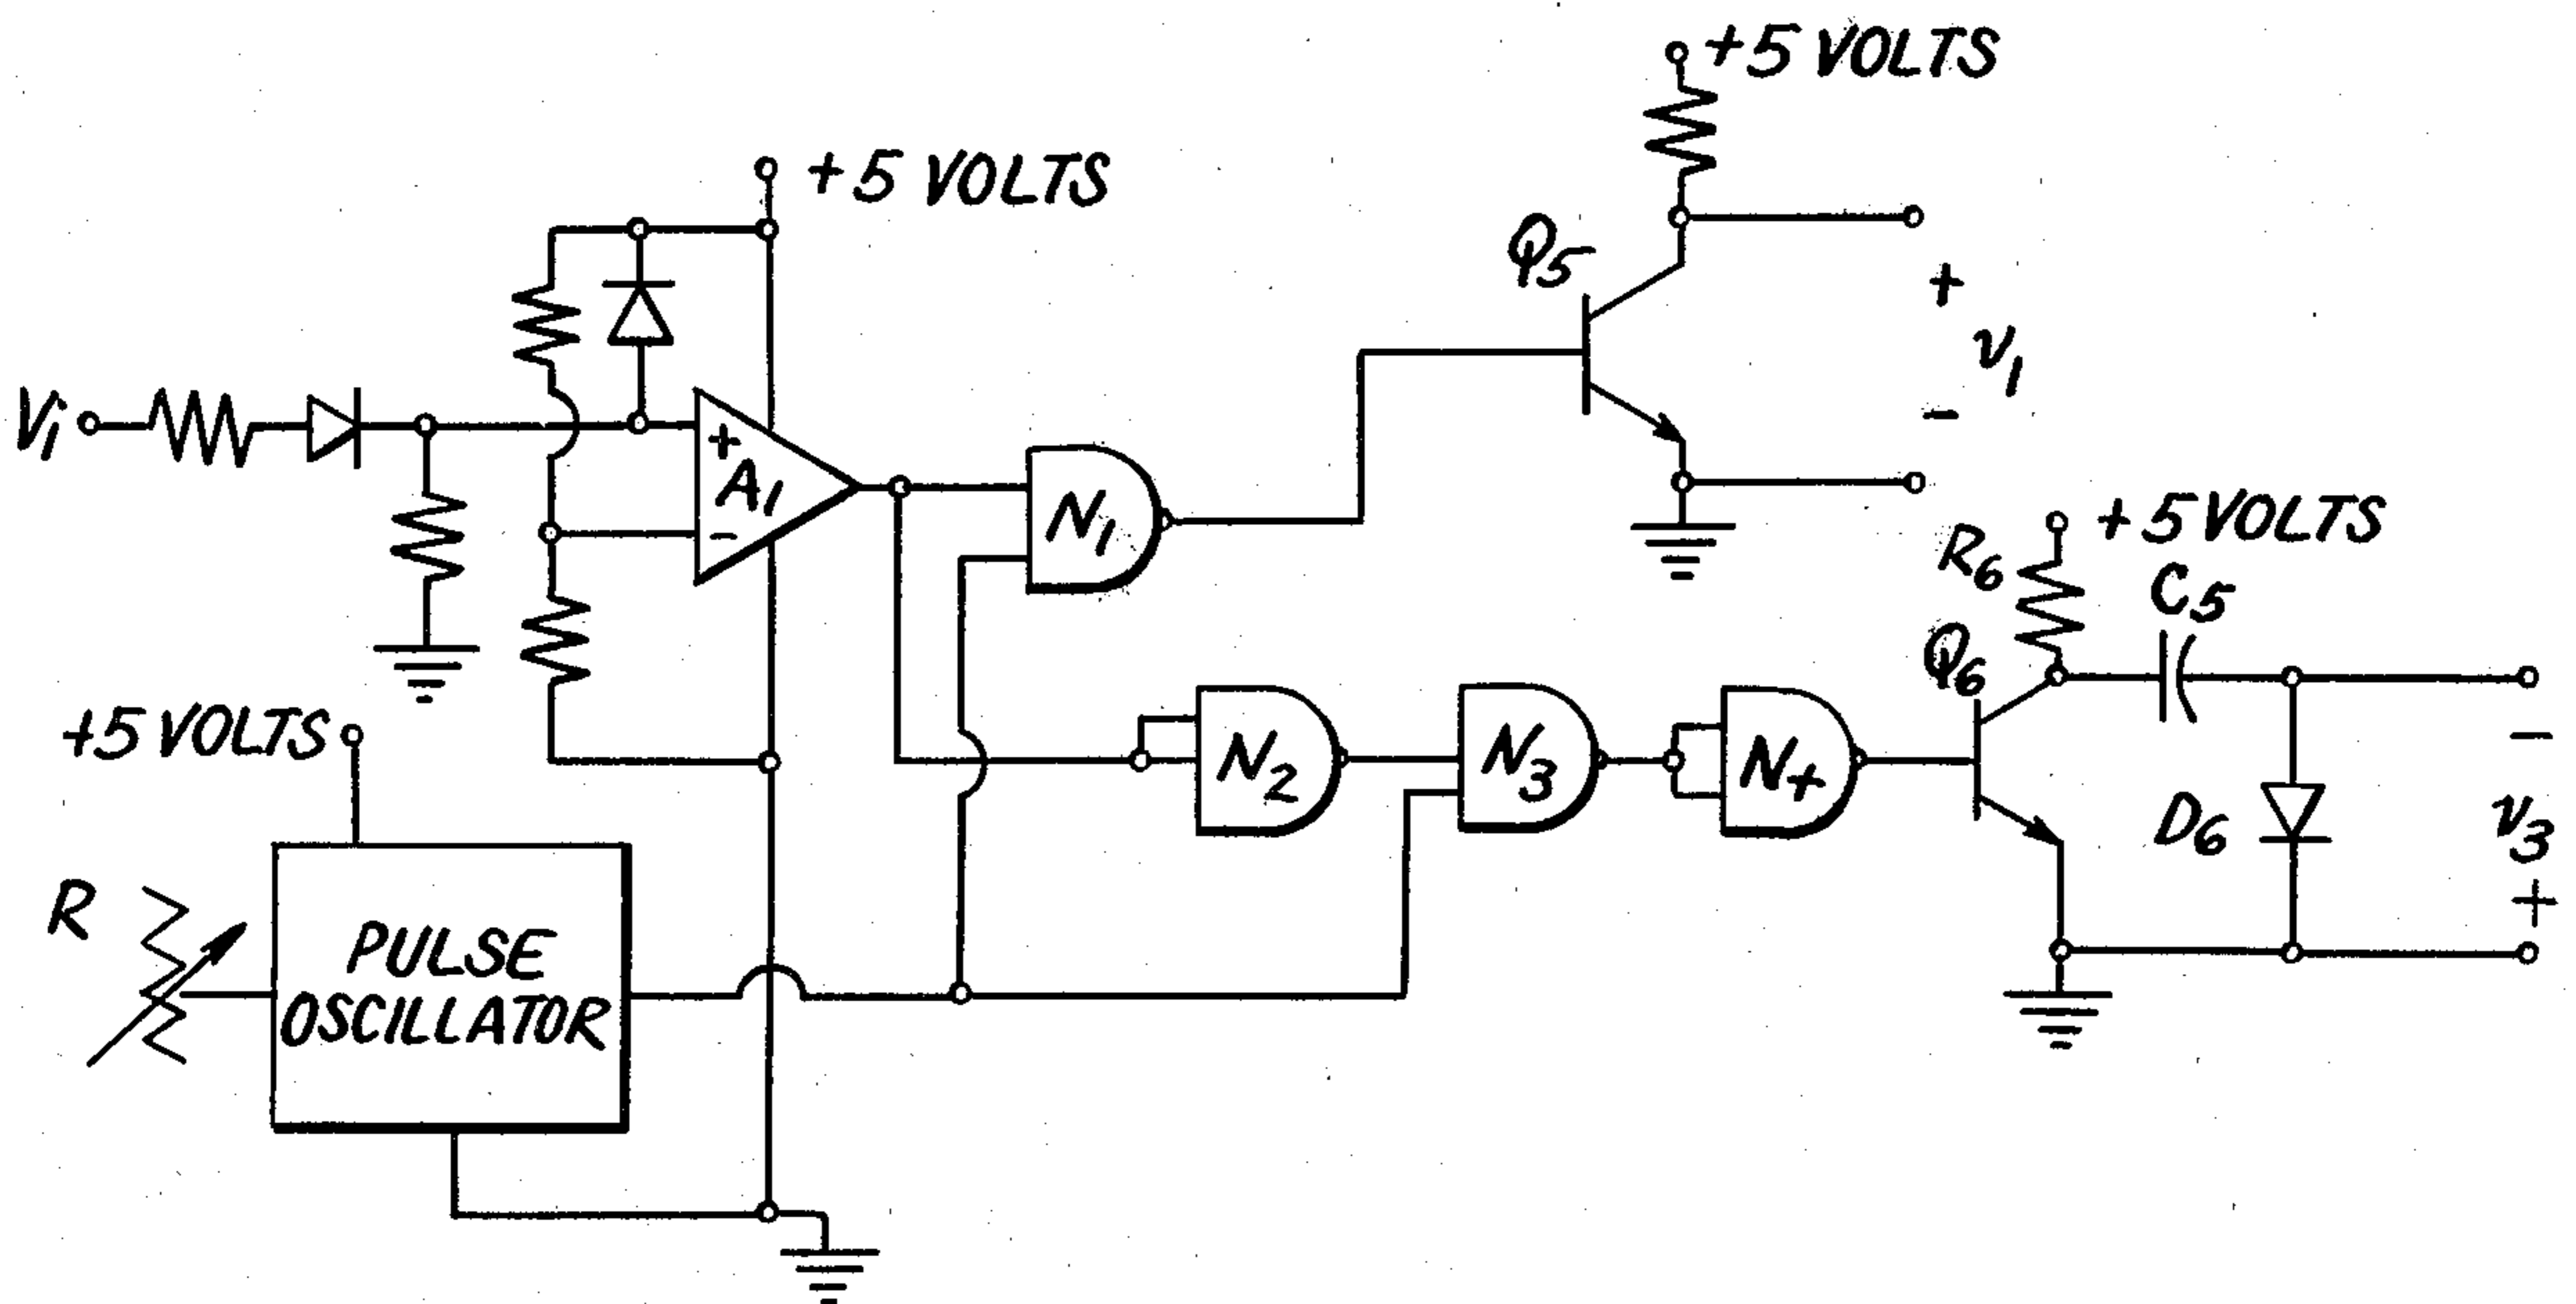 +5 VOLTS
+5 VOLTS
Q5
+
v1
-
Vi
+
A1
-
N1
+5 VOLTS
R6
C5
Q6
+5 VOLTS
N2
N3
N4
-
D6
v3
+
R
PULSE
OSCILLATOR